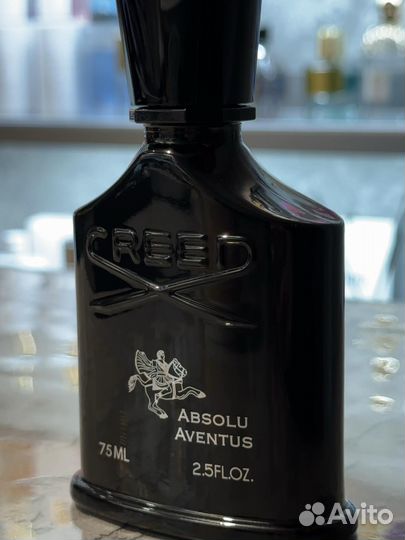 CREED
ABSOLU
AVENTUS
75ML
2.5FL.OZ.
Avito